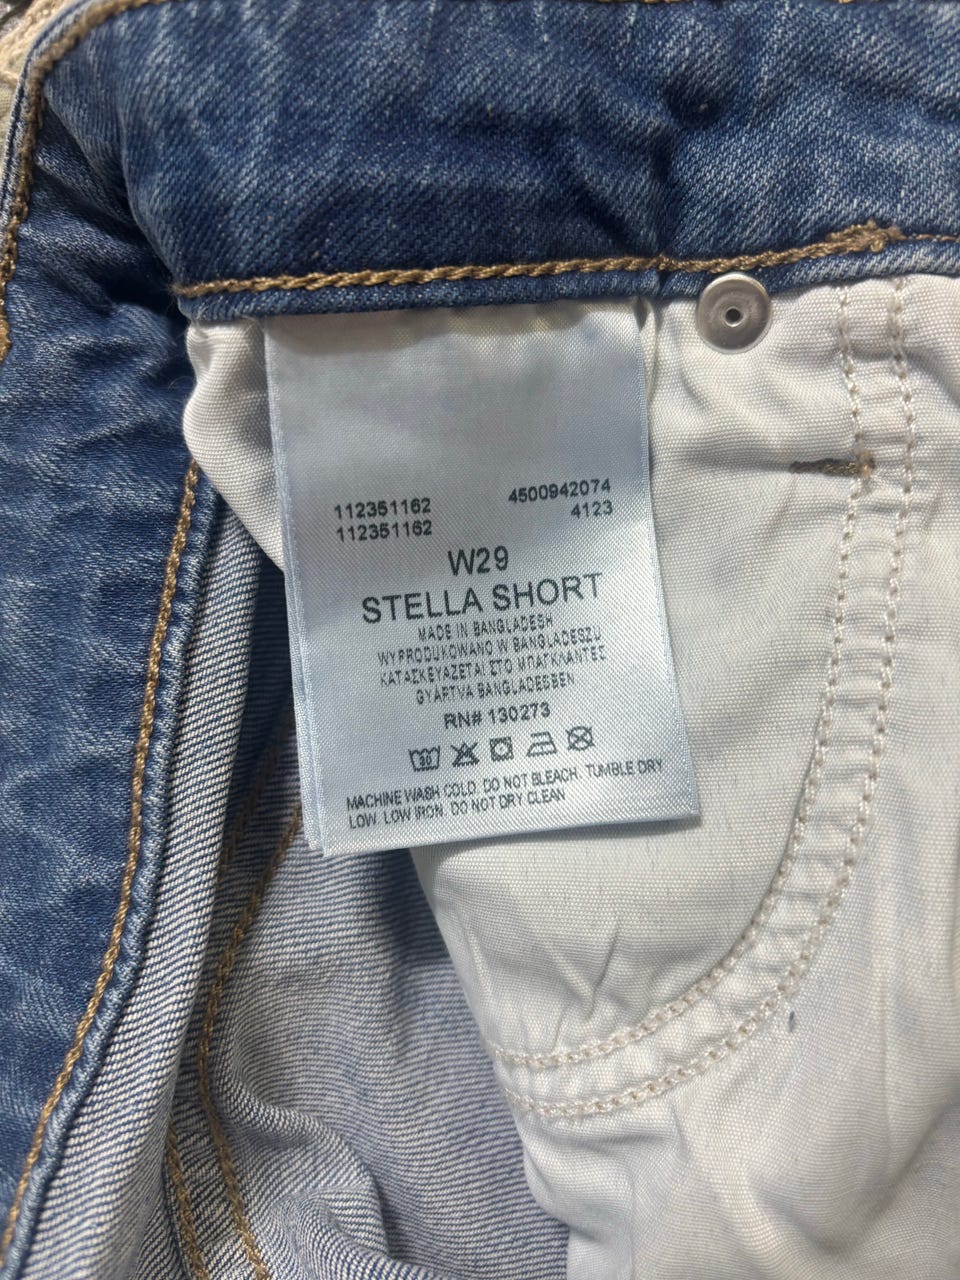 112351162 4500942074
112351162 4123
W29
STELLA SHORT
MADE IN BANGLADESH
WYPRODUKOWANO W BANGLADESZU
ΚΑΤΑΣΚΕΥΑΖΕΤΑΙ ΣΤΟ ΜΠΑΓΚΛΑΝΤΕΣ
GYÁRTVA BANGLADESBEN
RN# 130273
30
MACHINE WASH COLD. DO NOT BLEACH. TUMBLE DRY
LOW. LOW IRON. DO NOT DRY CLEAN